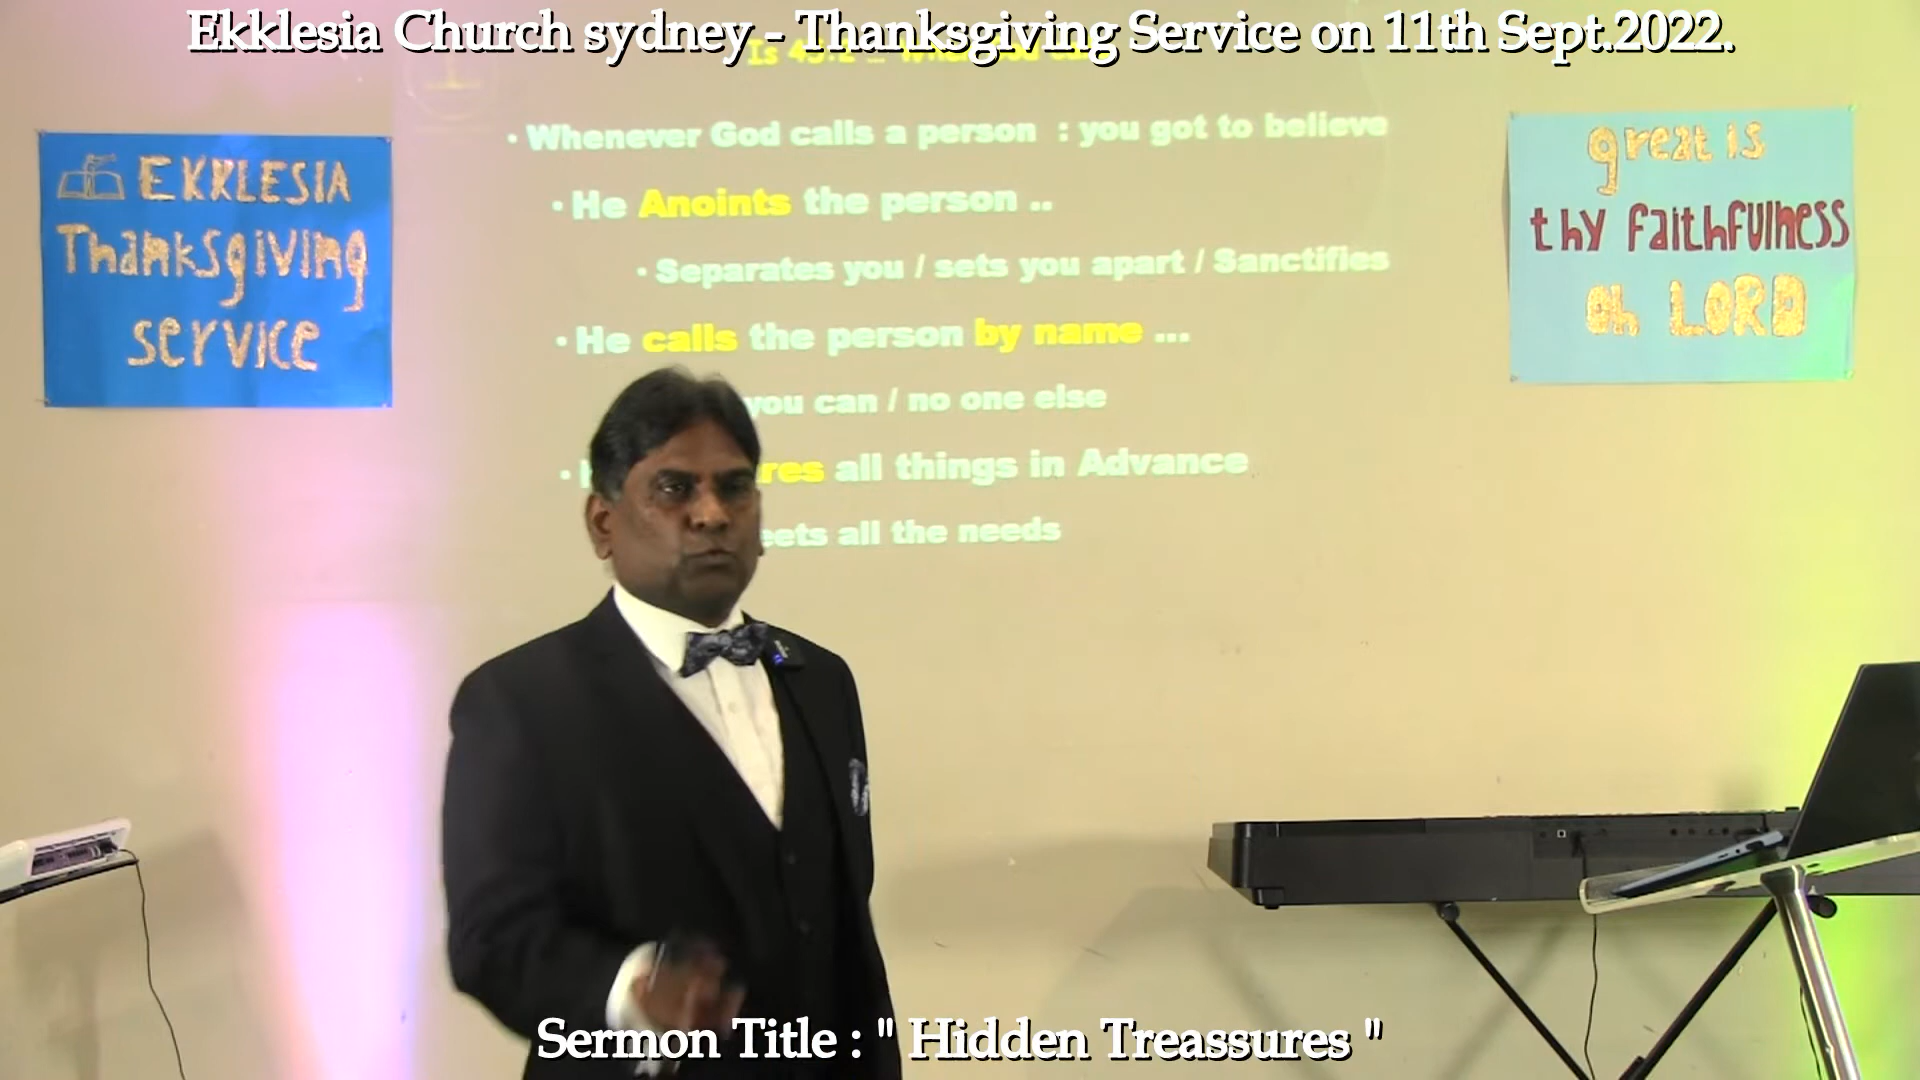 Ekklesia Church sydney - Thanksgiving Service on 11th Sept.2022.
• Whenever God calls a person : you got to believe
• He Anoints the person ..
• Separates you / sets you apart / Sanctifies
• He calls the person by name ...
you can / no one else
all things in Advance
all the needs
EKKLESIA
Thanksgiving
service
great is
thy faithfulness
oh LORD
Sermon Title : " Hidden Treassures "